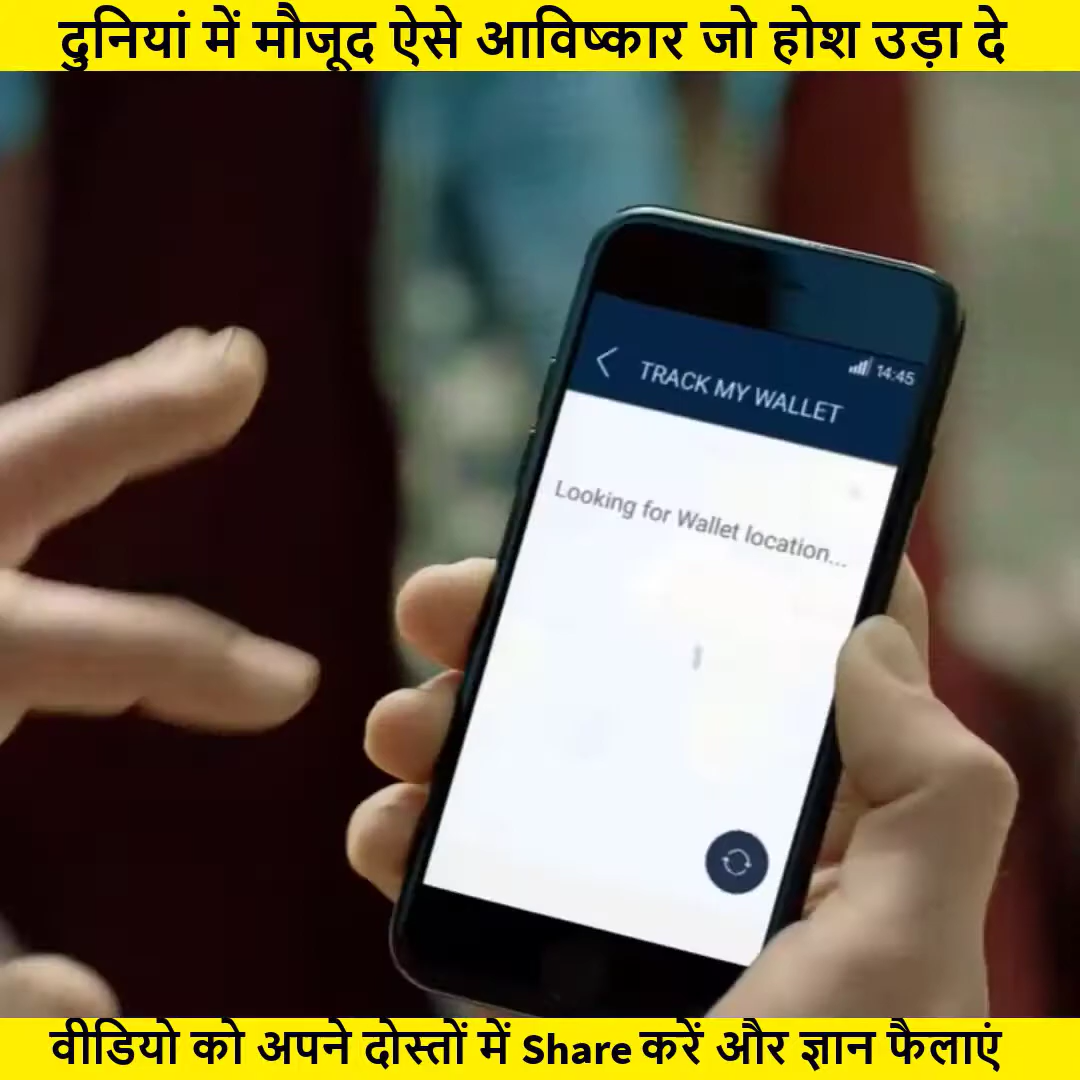 दुनियां में मौजूद ऐसे आविष्कार जो होश उड़ा दे
14:45
TRACK MY WALLET
Looking for Wallet location...
वीडियो को अपने दोस्तों में Share करें और ज्ञान फैलाएं